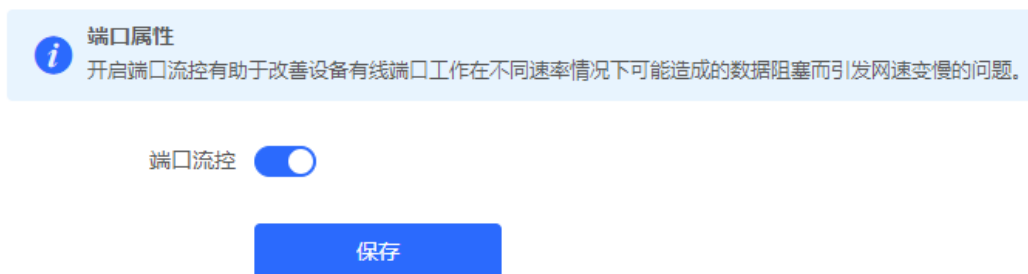 端口属性
开启端口流控有助于改善设备有线端口工作在不同速率情况下可能造成的数据阻塞而引发网速变慢的问题。
端口流控
保存